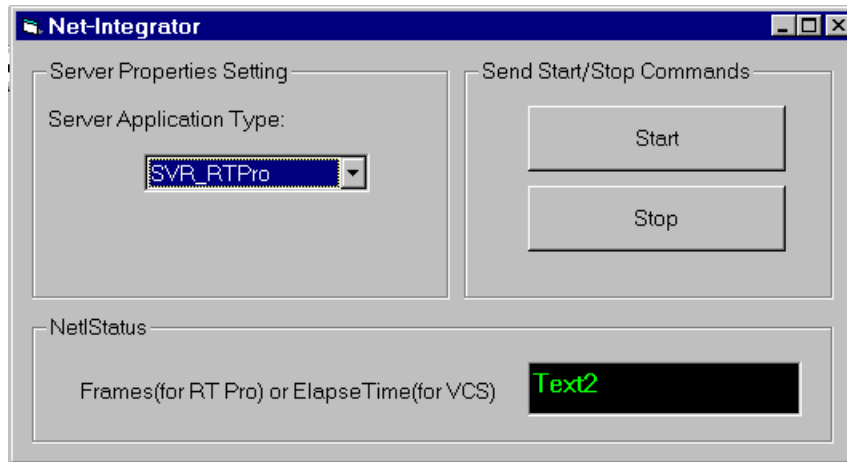 Net-Integrator
Server Properties Setting
Server Application Type:
SVR_RTPro
Send Start/Stop Commands
Start
Stop
NetIStatus
Frames(for RT Pro) or ElapseTime(for VCS)
Text2